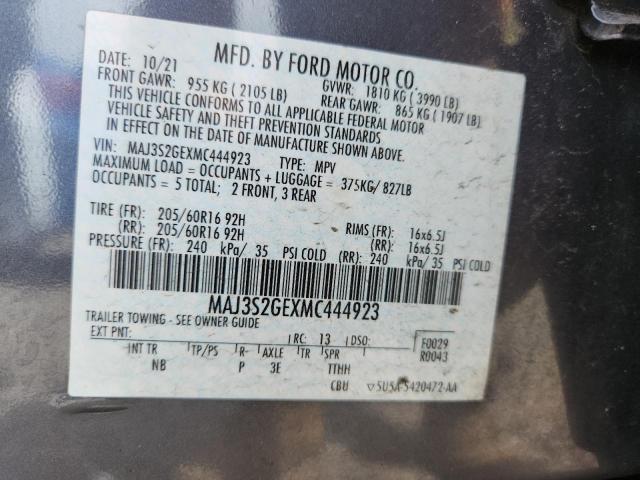 MFD. BY FORD MOTOR CO.
DATE: 10/21 GVWR: 1810 KG ( 3990 LB)
FRONT GAWR: 955 KG ( 2105 LB) REAR GAWR: 865 KG ( 1907 LB)
THIS VEHICLE CONFORMS TO ALL APPLICABLE FEDERAL MOTOR
VEHICLE SAFETY AND THEFT PREVENTION STANDARDS
IN EFFECT ON THE DATE OF MANUFACTURE SHOWN ABOVE.
VIN: MAJ3S2GEXMC444923 TYPE: MPV
MAXIMUM LOAD = OCCUPANTS + LUGGAGE = 375KG/ 827LB
OCCUPANTS = 5 TOTAL; 2 FRONT, 3 REAR
TIRE (FR): 205/60R16 92H RIMS (FR): 16x6.5J
(RR): 205/60R16 92H (RR): 16x6.5J
PRESSURE (FR): 240 kPa/ 35 PSI COLD (RR): 240 kPa/ 35 PSI COLD
MAJ3S2GEXMC444923
TRAILER TOWING - SEE OWNER GUIDE
EXT PNT: RC: 13 DSO: F0029
R0043
INT TR TP/PS R- AXLE TR SPR
NB P 3E TTHH
CBU 5U5A-5420472-AA